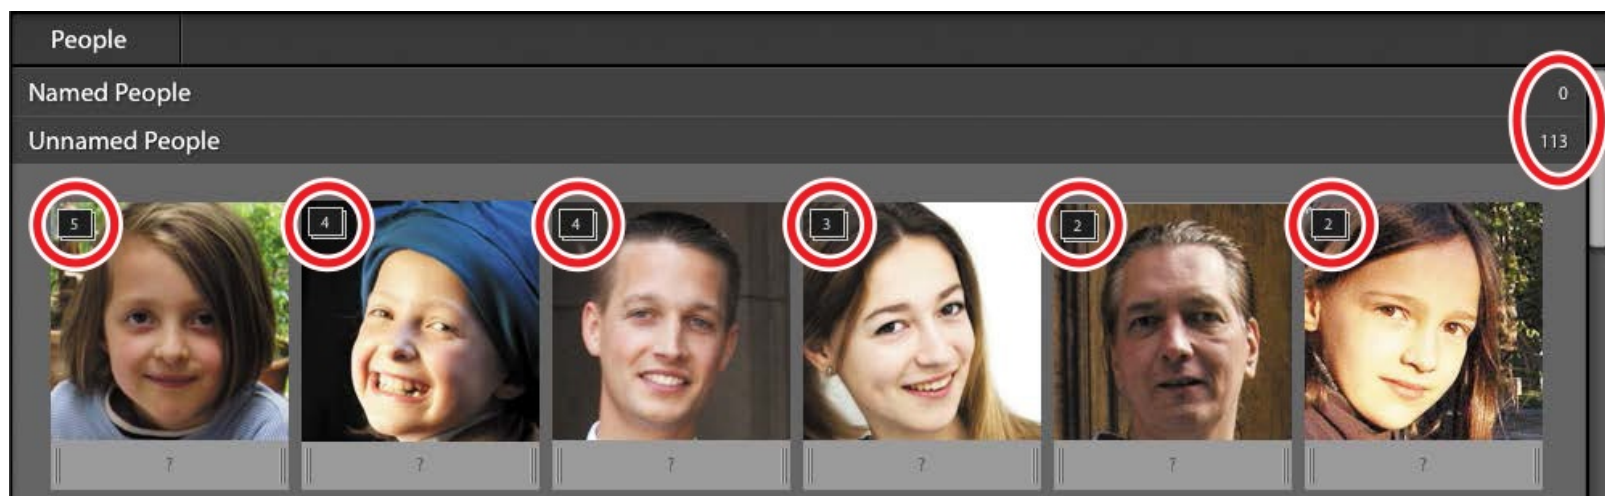 People
Named People 0
Unnamed People 113
5 4 4 3 2 2
? ? ? ? ? ?